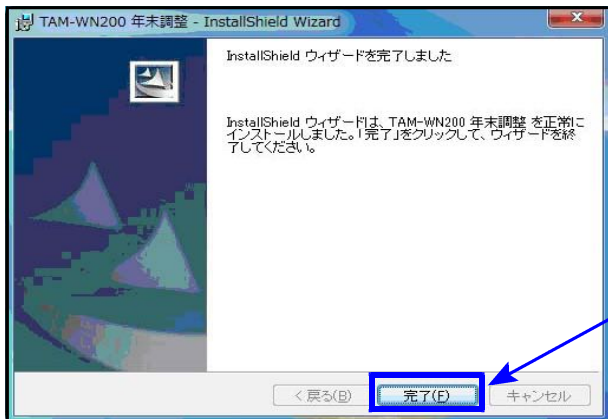 TAM-WN200 年末調整 - InstallShield Wizard
InstallShield ウィザードを完了しました
InstallShield ウィザードは、TAM-WN200 年末調整 を正常に
インストールしました。「完了」をクリックして、ウィザードを終
了してください。
< 戻る(B)
完了(F)
キャンセル